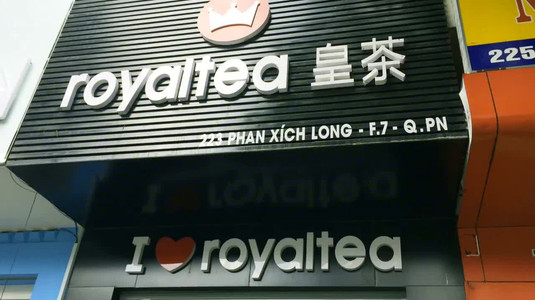 royaltea 皇茶
223 PHAN XÍCH LONG - F.7 - Q.PN
I ❤ royaltea
225